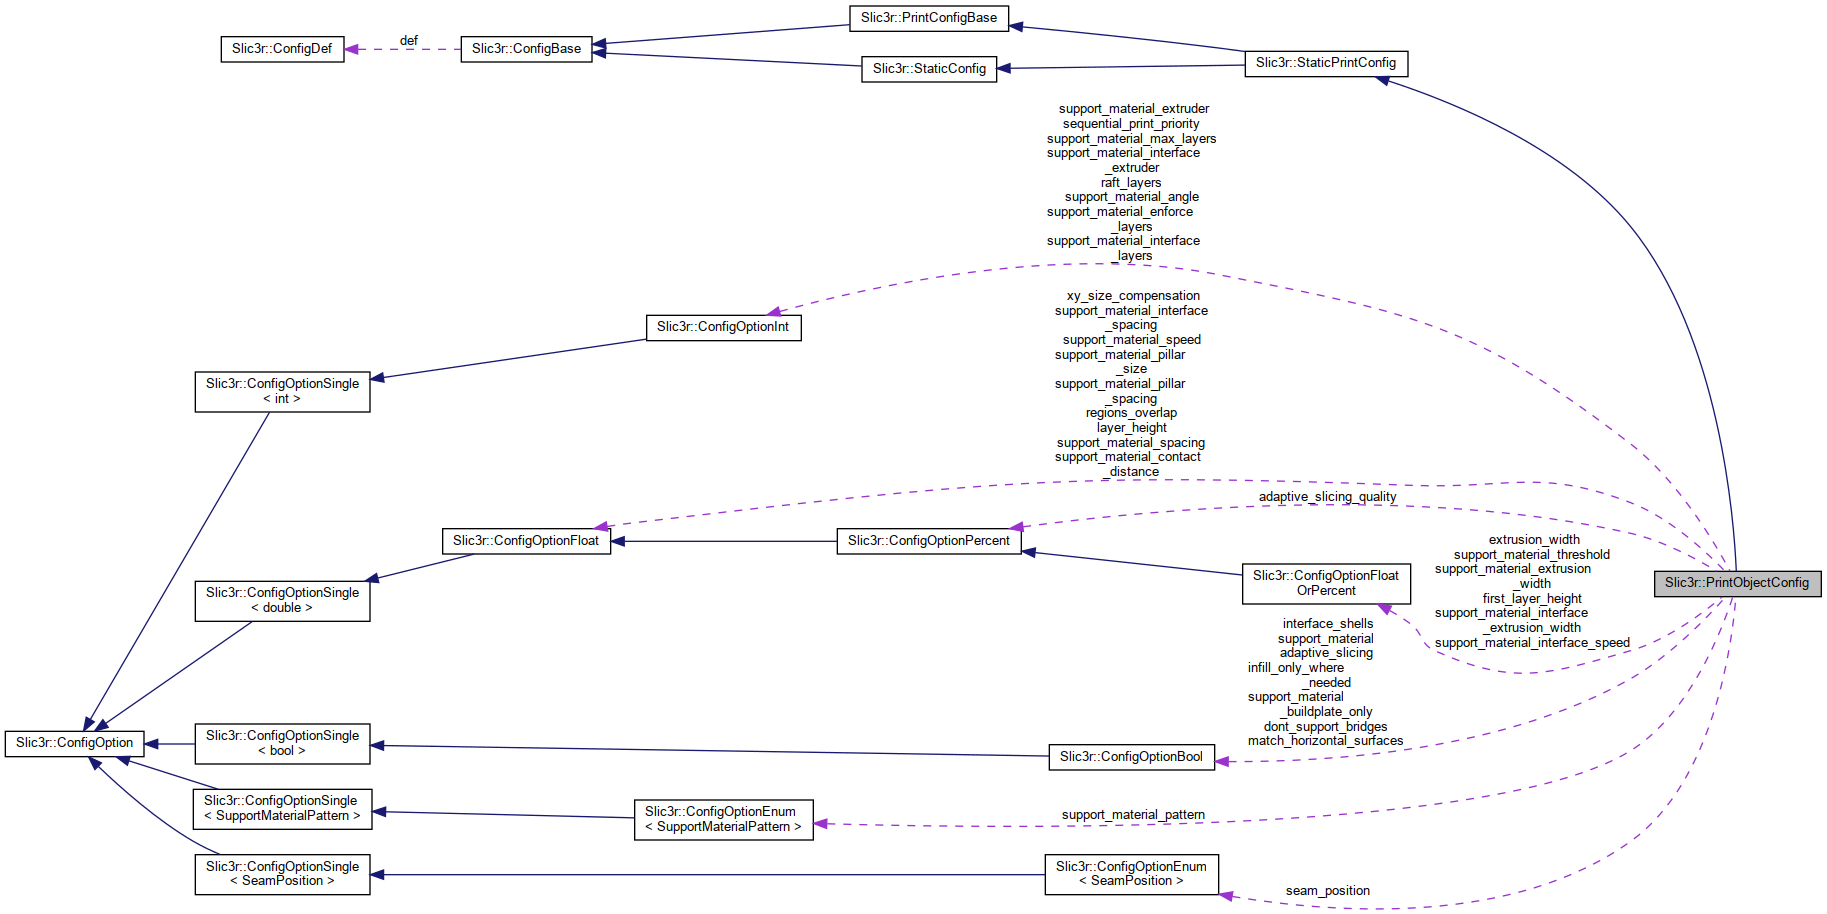 Slic3r::PrintConfigBase
Slic3r::ConfigDef
def
Slic3r::ConfigBase
Slic3r::StaticConfig
Slic3r::StaticPrintConfig
support_material_extruder
sequential_print_priority
support_material_max_layers
support_material_interface
_extruder
raft_layers
support_material_angle
support_material_enforce
_layers
support_material_interface
_layers
Slic3r::ConfigOptionInt
xy_size_compensation
support_material_interface
_spacing
support_material_speed
support_material_pillar
_size
support_material_pillar
_spacing
regions_overlap
layer_height
support_material_spacing
support_material_contact
_distance
Slic3r::ConfigOptionSingle
< int >
adaptive_slicing_quality
Slic3r::ConfigOptionFloat
Slic3r::ConfigOptionPercent
Slic3r::ConfigOptionFloat
OrPercent
extrusion_width
support_material_threshold
support_material_extrusion
_width
first_layer_height
support_material_interface
_extrusion_width
support_material_interface_speed
Slic3r::PrintObjectConfig
Slic3r::ConfigOptionSingle
< double >
interface_shells
support_material
adaptive_slicing
infill_only_where
_needed
support_material
_buildplate_only
dont_support_bridges
match_horizontal_surfaces
Slic3r::ConfigOption
Slic3r::ConfigOptionSingle
< bool >
Slic3r::ConfigOptionBool
Slic3r::ConfigOptionSingle
< SupportMaterialPattern >
Slic3r::ConfigOptionEnum
< SupportMaterialPattern >
support_material_pattern
Slic3r::ConfigOptionSingle
< SeamPosition >
Slic3r::ConfigOptionEnum
< SeamPosition >
seam_position